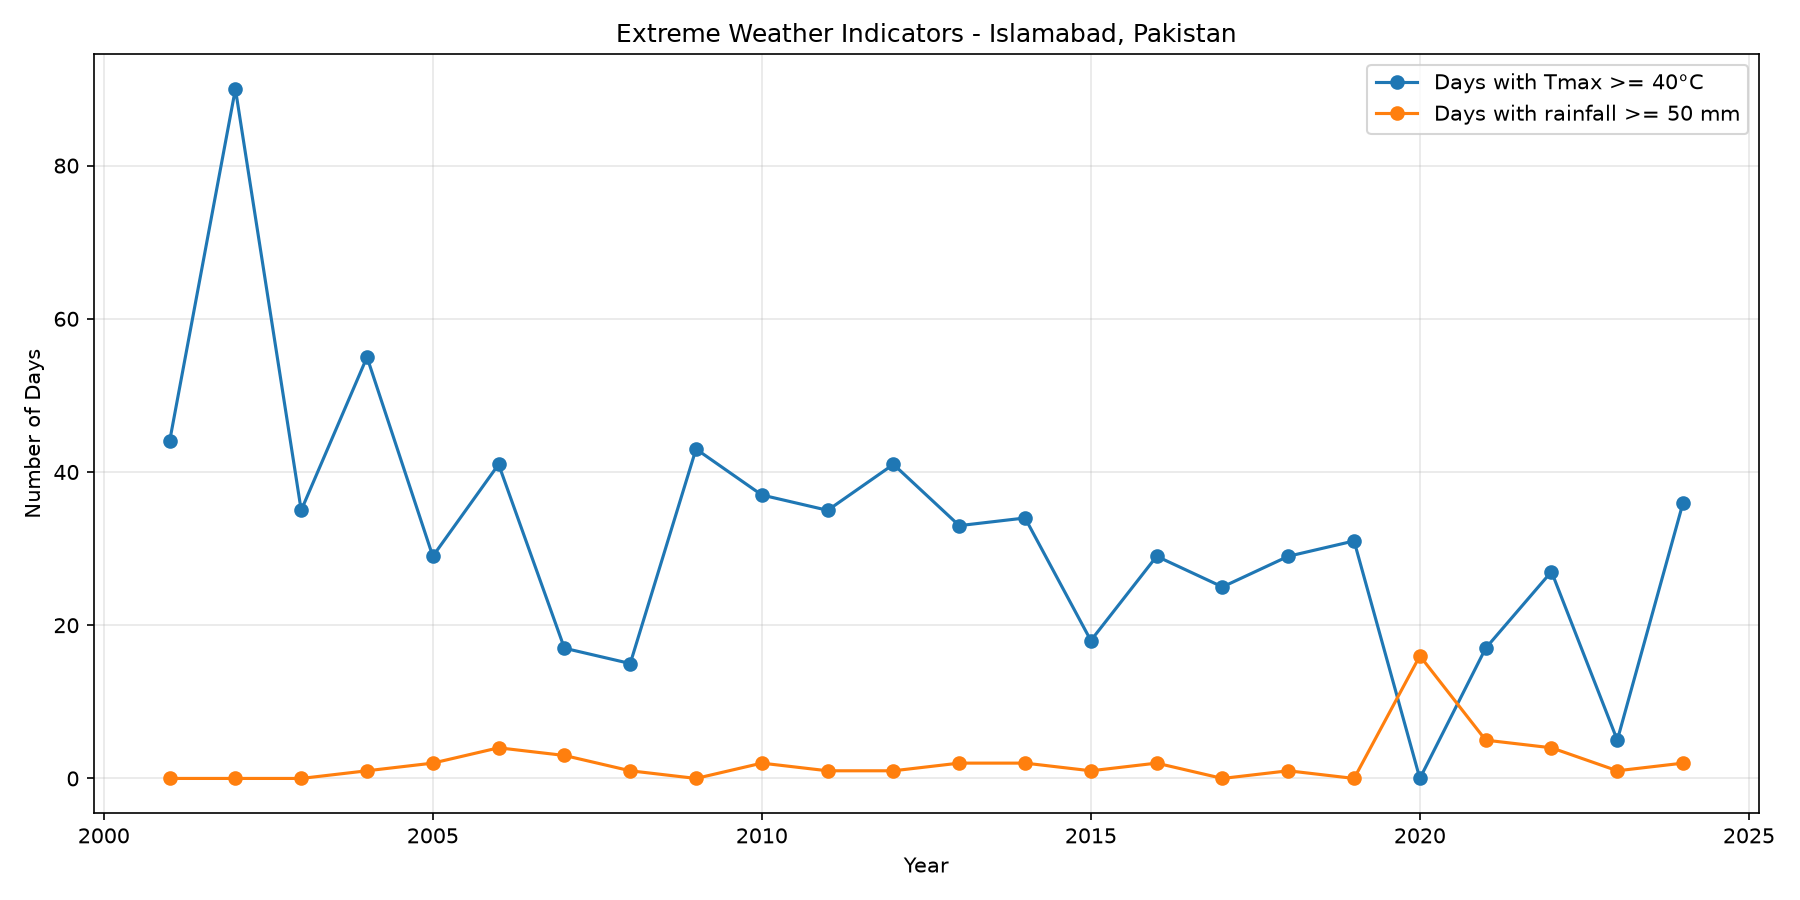 Extreme Weather Indicators - Islamabad, Pakistan
Days with Tmax >= 40°C
Days with rainfall >= 50 mm
Number of Days
80
60
40
20
0
2000 2005 2010 2015 2020 2025
Year